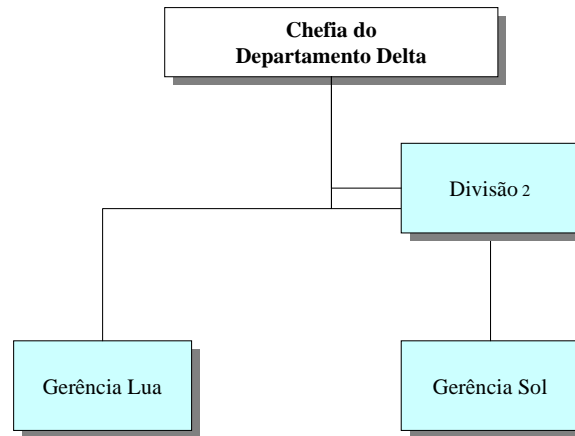 Chefia do
Departamento Delta
Divisão 2
Gerência Lua
Gerência Sol